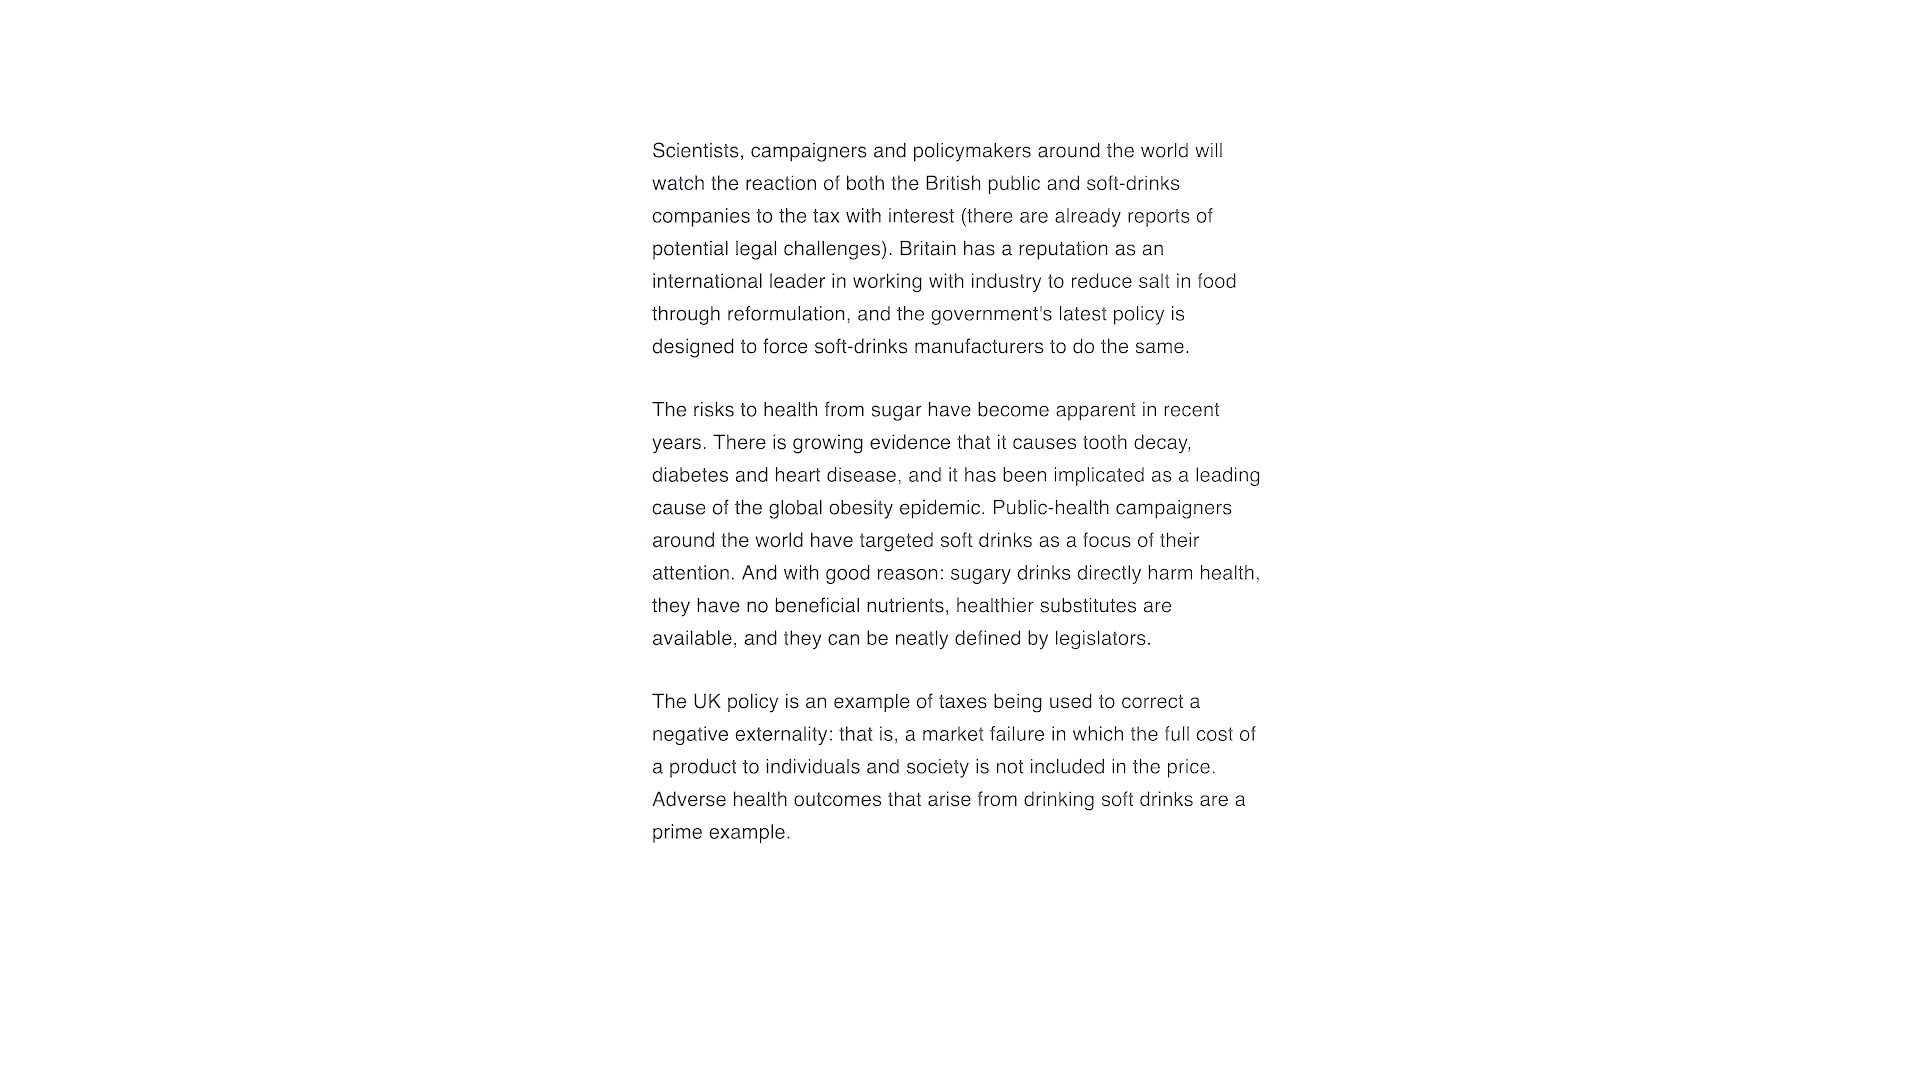 Scientists, campaigners and policymakers around the world will
watch the reaction of both the British public and soft-drinks
companies to the tax with interest (there are already reports of
potential legal challenges). Britain has a reputation as an
international leader in working with industry to reduce salt in food
through reformulation, and the government's latest policy is
designed to force soft-drinks manufacturers to do the same.
The risks to health from sugar have become apparent in recent
years. There is growing evidence that it causes tooth decay,
diabetes and heart disease, and it has been implicated as a leading
cause of the global obesity epidemic. Public-health campaigners
around the world have targeted soft drinks as a focus of their
attention. And with good reason: sugary drinks directly harm health,
they have no beneficial nutrients, healthier substitutes are
available, and they can be neatly defined by legislators.
The UK policy is an example of taxes being used to correct a
negative externality: that is, a market failure in which the full cost of
a product to individuals and society is not included in the price.
Adverse health outcomes that arise from drinking soft drinks are a
prime example.